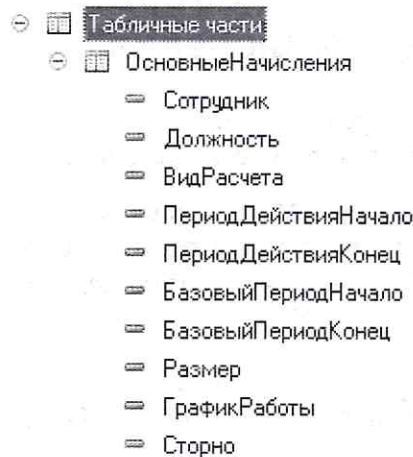 Табличные части
ОсновныеНачисления
Сотрудник
Должность
ВидРасчета
ПериодДействияНачало
ПериодДействияКонец
БазовыйПериодНачало
БазовыйПериодКонец
Размер
ГрафикРаботы
Сторно